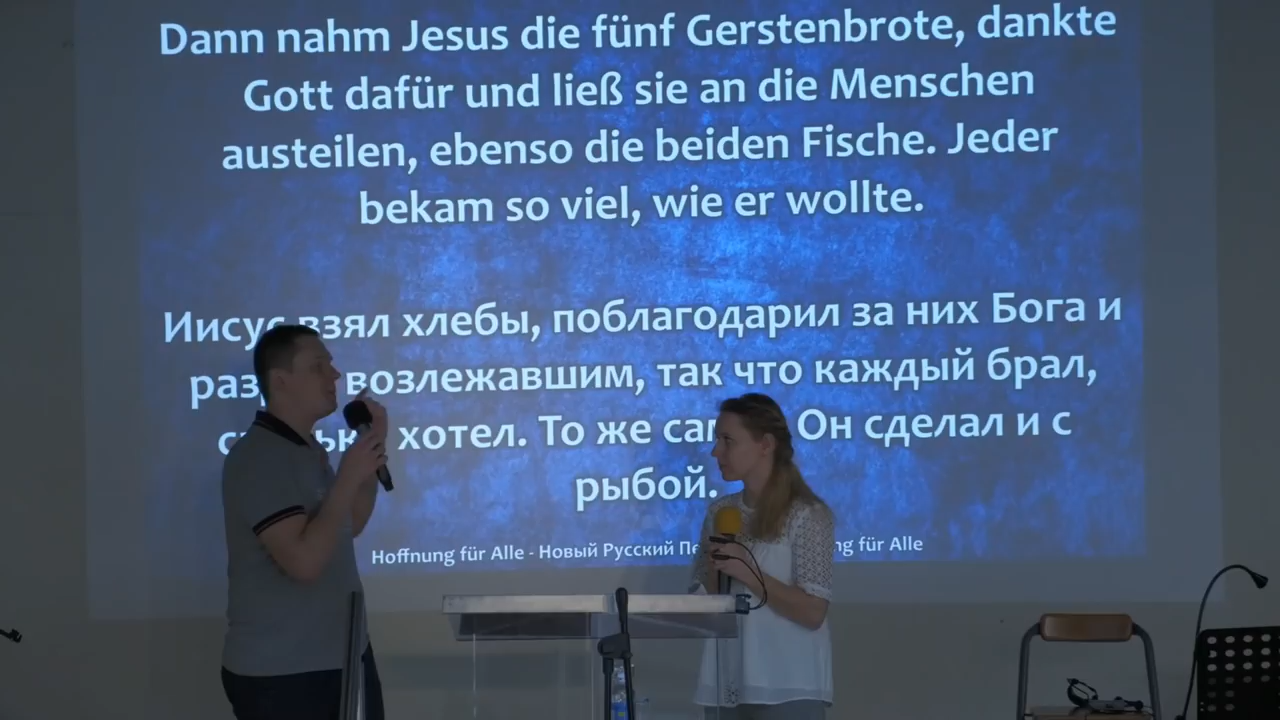 Dann nahm Jesus die fünf Gerstenbrote, dankte
Gott dafür und ließ sie an die Menschen
austeilen, ebenso die beiden Fische. Jeder
bekam so viel, wie er wollte.
Иисус взял хлебы, поблагодарил за них Бога и
возлежавшим, так что каждый брал,
хотел. То же Он сделал и с
рыбой.
Hoffnung für Alle - Новый Русский für Alle